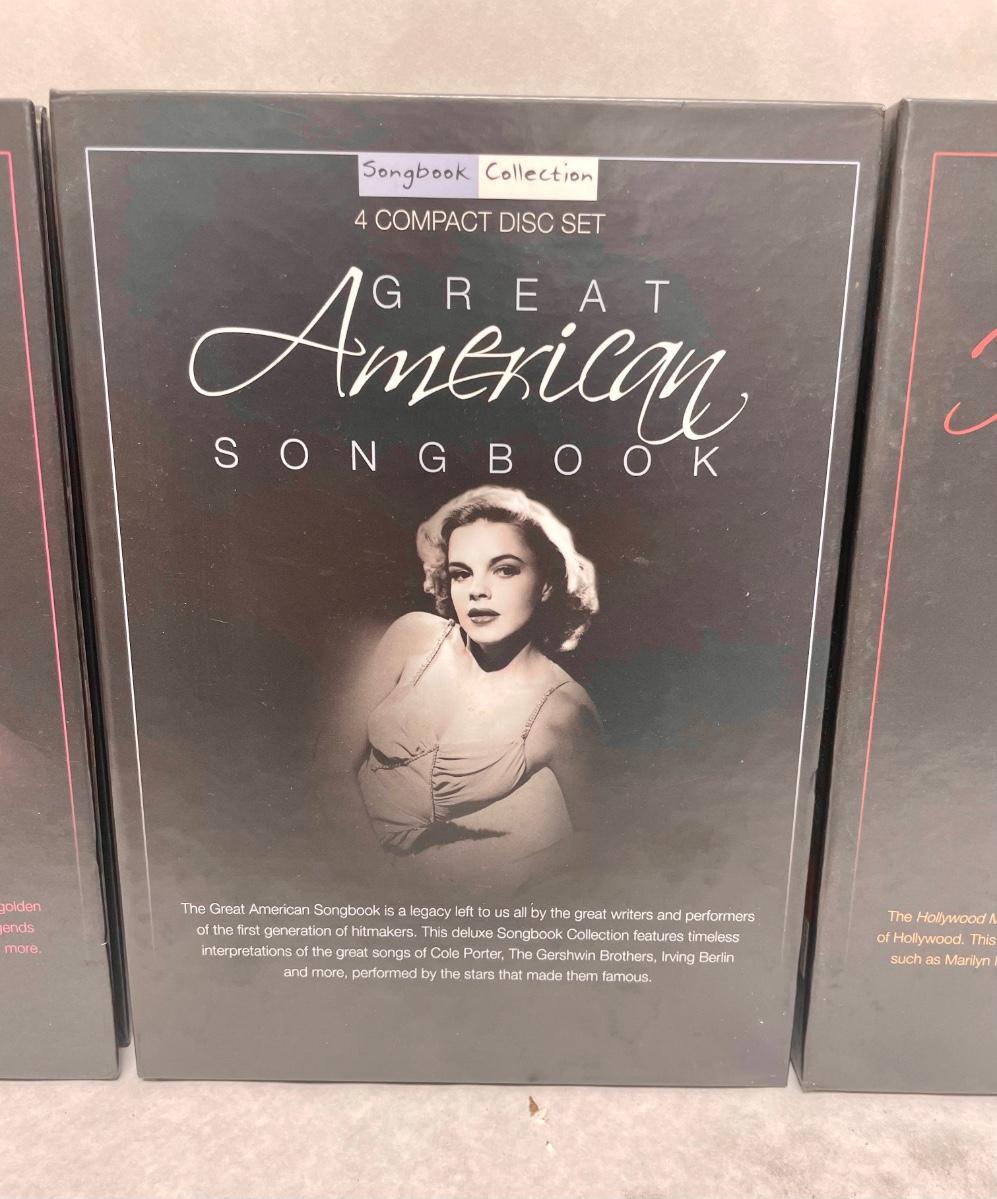 Songbook Collection
4 COMPACT DISC SET
GREAT
American
SONGBOOK
The Great American Songbook is a legacy left to us all by the great writers and performers
of the first generation of hitmakers. This deluxe Songbook Collection features timeless
interpretations of the great songs of Cole Porter, The Gershwin Brothers, Irving Berlin
and more, performed by the stars that made them famous.
golden
more.
The Hollywood
of Hollywood. This
such as Marilyn